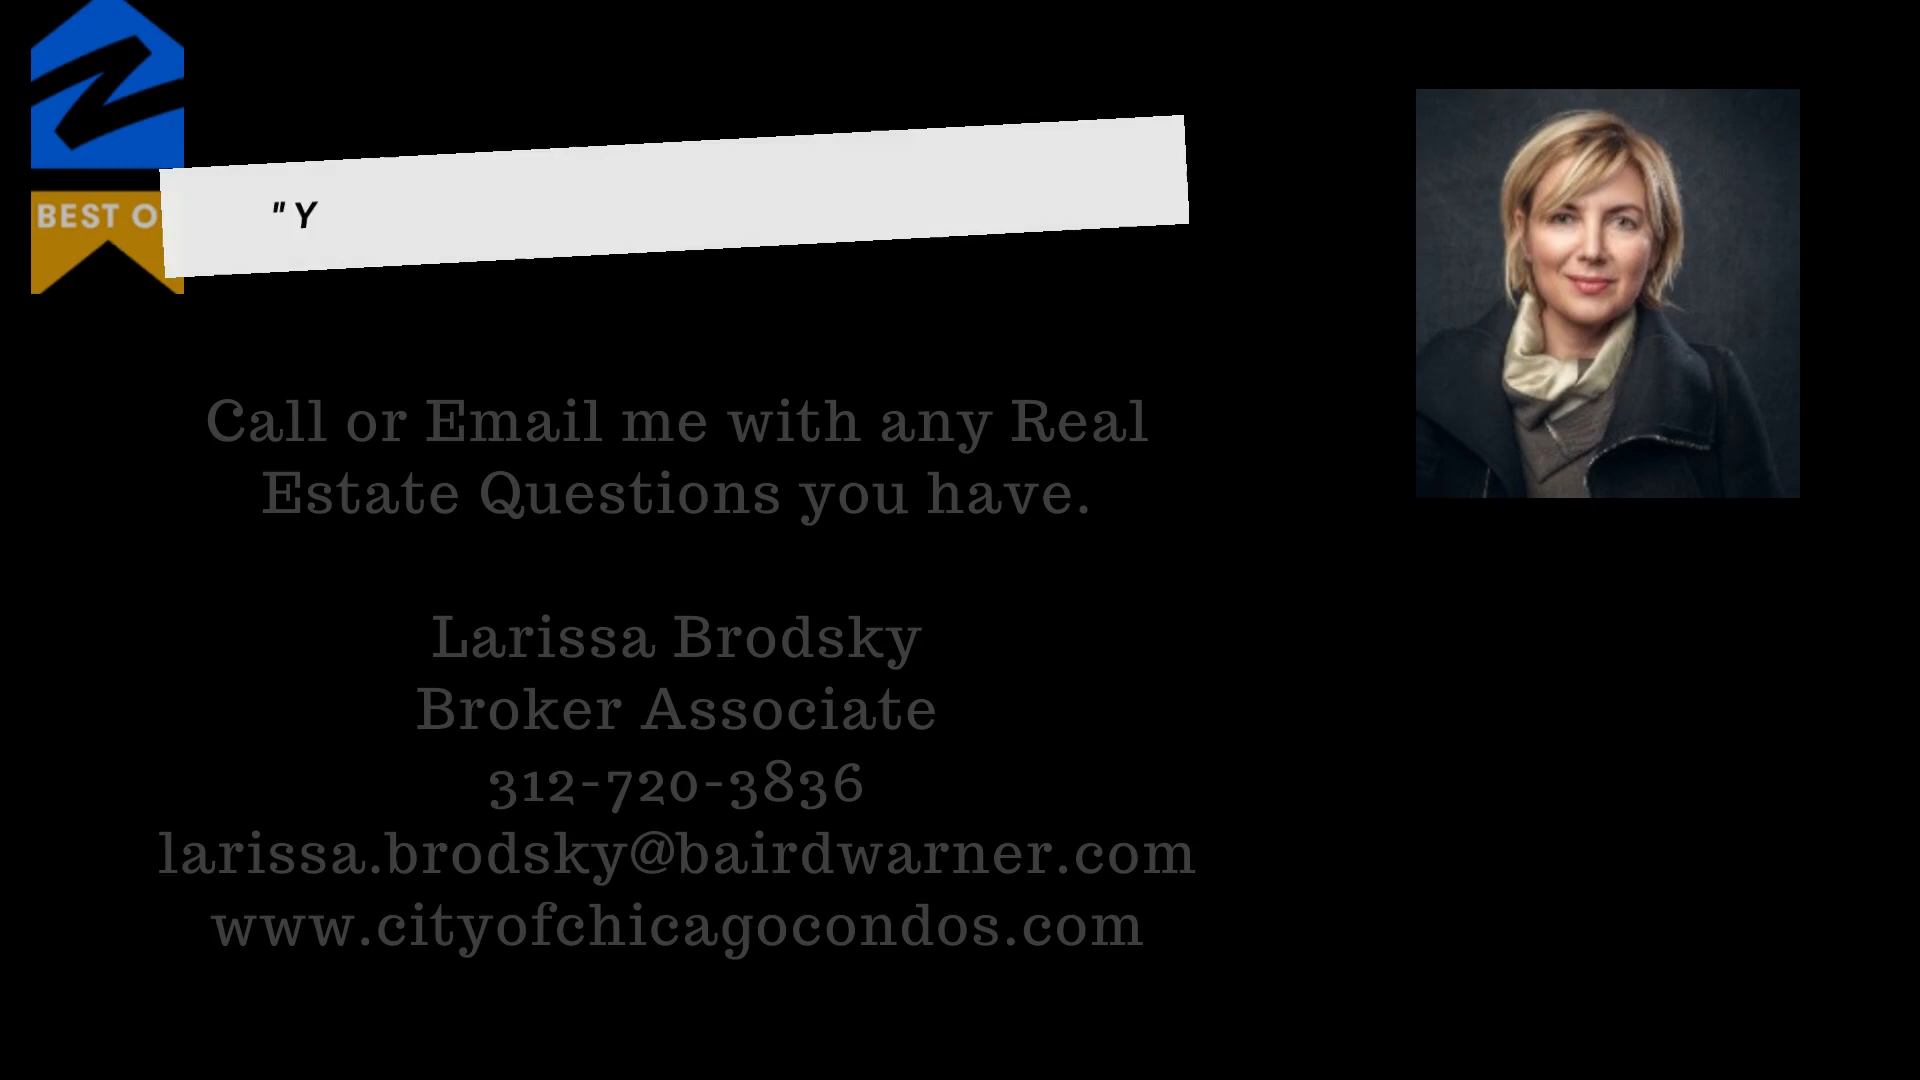 BEST O
" Y
Call or Email me with any Real
Estate Questions you have.
Larissa Brodsky
Broker Associate
312-720-3836
larissa.brodsky@bairdwarner.com
www.cityofchicagocondos.com